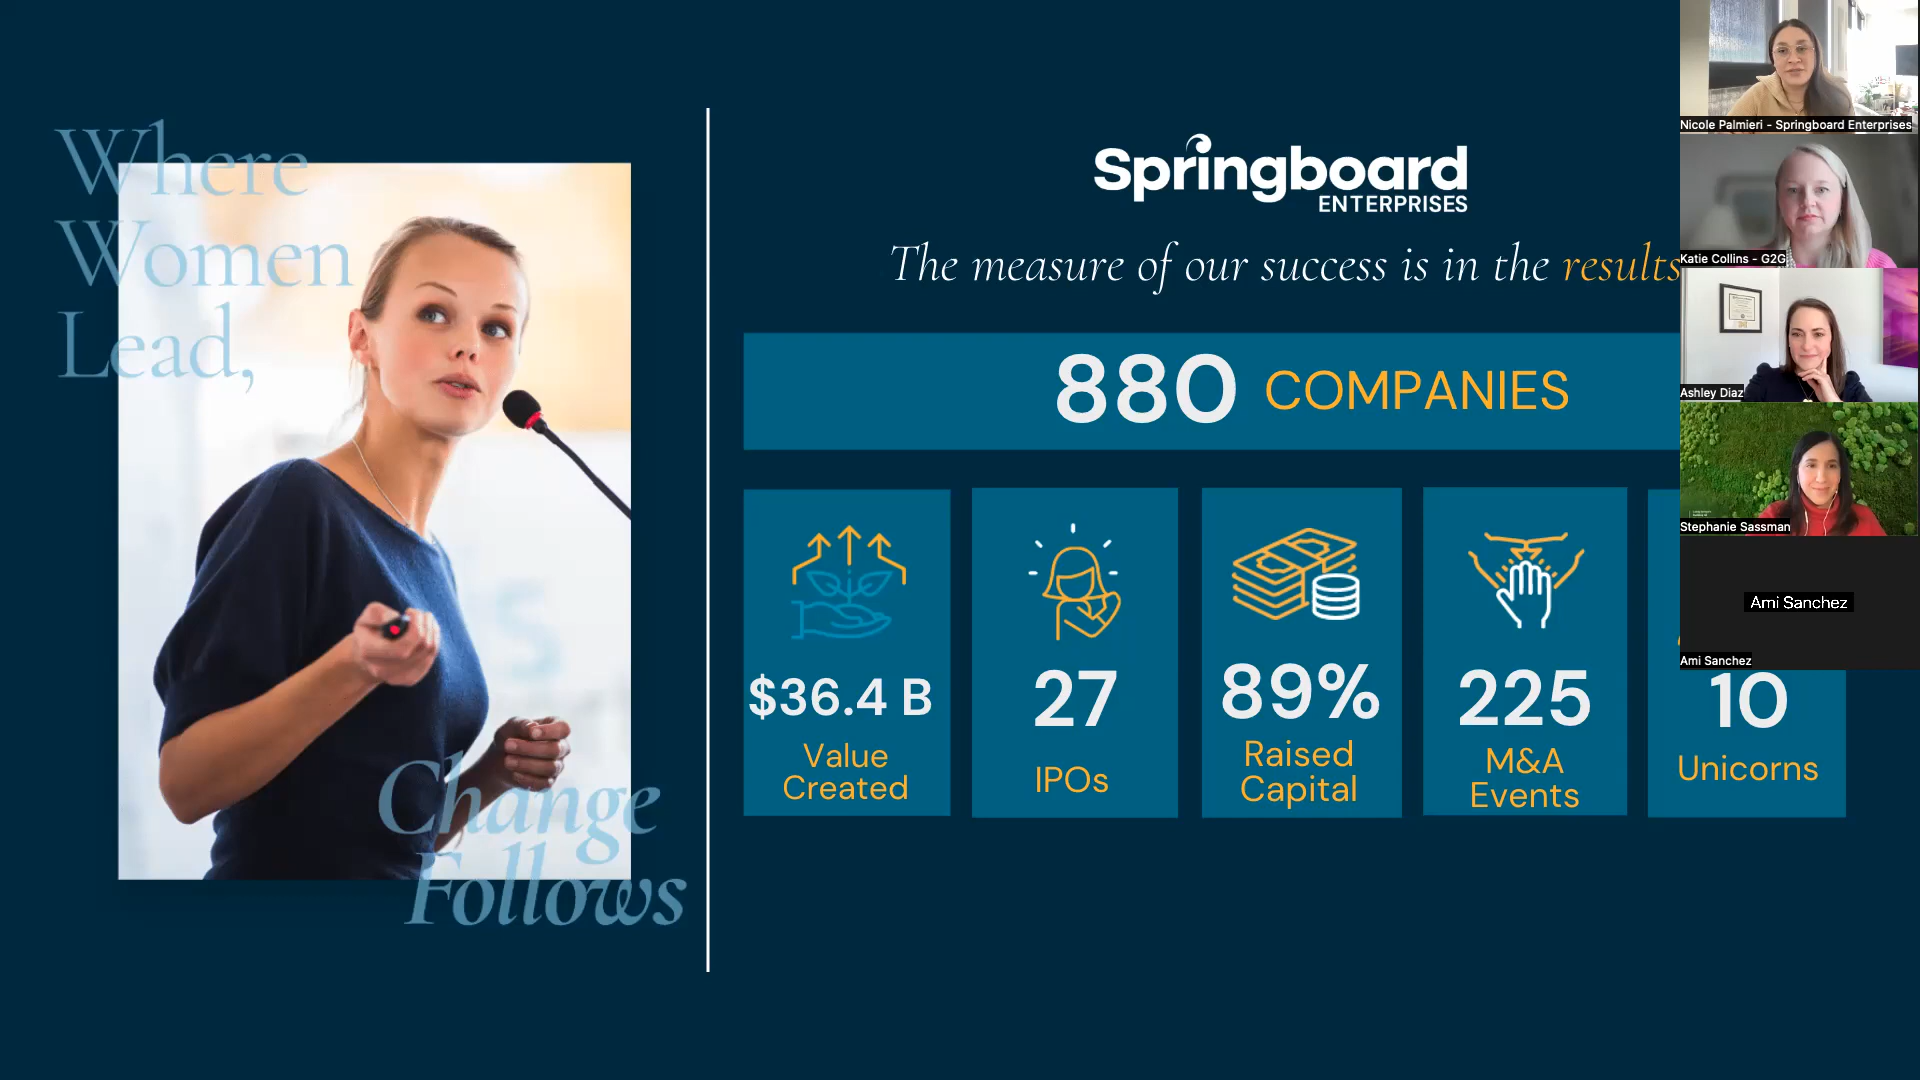 Where
Women
Lead,
Change
Follows
Springboard
ENTERPRISES
The measure of our success is in the results
880 COMPANIES
$36.4 B
Value
Created
27
IPOs
89%
Raised
Capital
225
M&A
Events
10
Unicorns
Nicole Palmieri - Springboard Enterprises
Katie Collins - G2G
Ashley Diaz
Stephanie Sassman
Ami Sanchez
Ami Sanchez